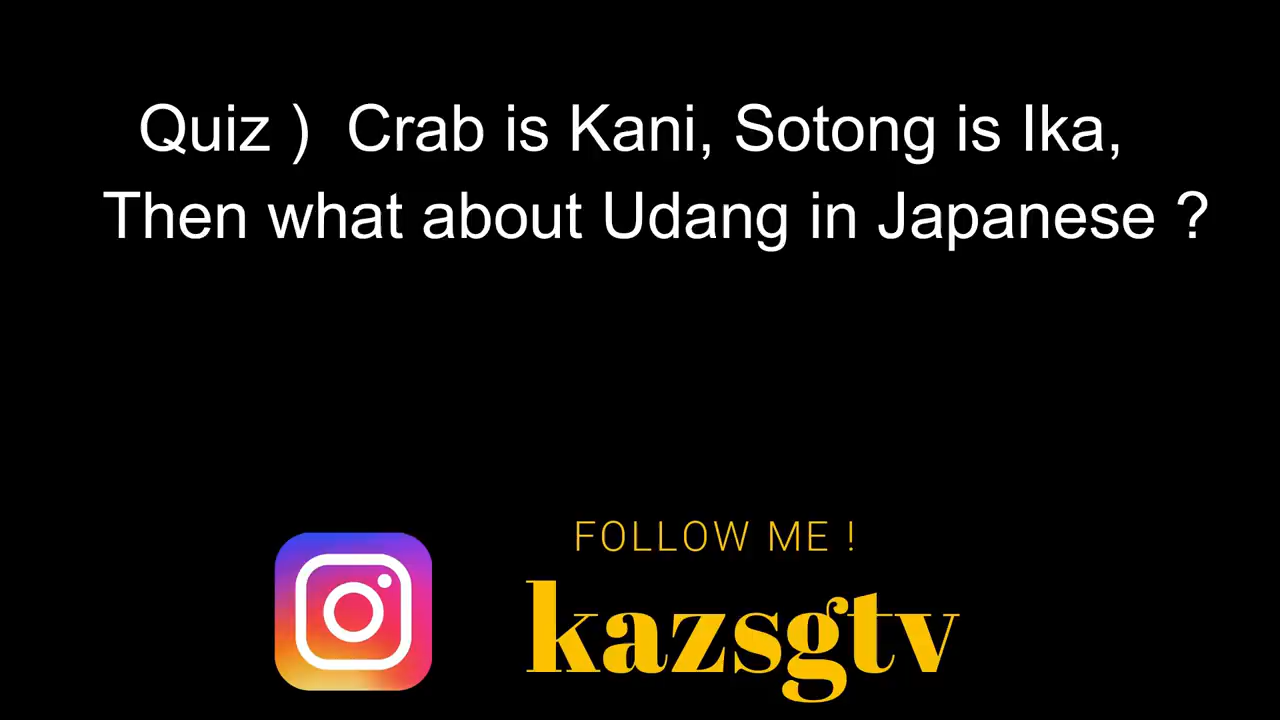 Quiz )  Crab is Kani, Sotong is Ika,
Then what about Udang in Japanese ?
FOLLOW ME !
kazsgtv